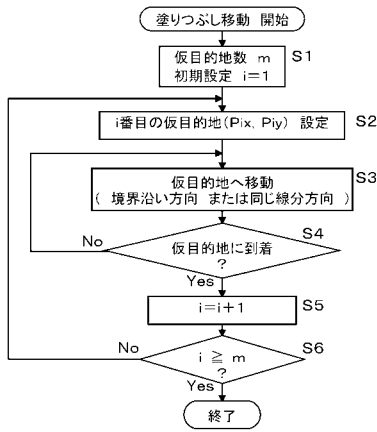 塗りつぶし移動 開始
仮目的地数 m
初期設定 i=1
S1
i番目の仮目的地(Pix、Piy) 設定
S2
仮目的地へ移動
( 境界沿い方向 または同じ線分方向 )
S3
No
仮目的地に到着
?
S4
Yes
i=i+1
S5
No
i ≧ m
?
S6
Yes
終了